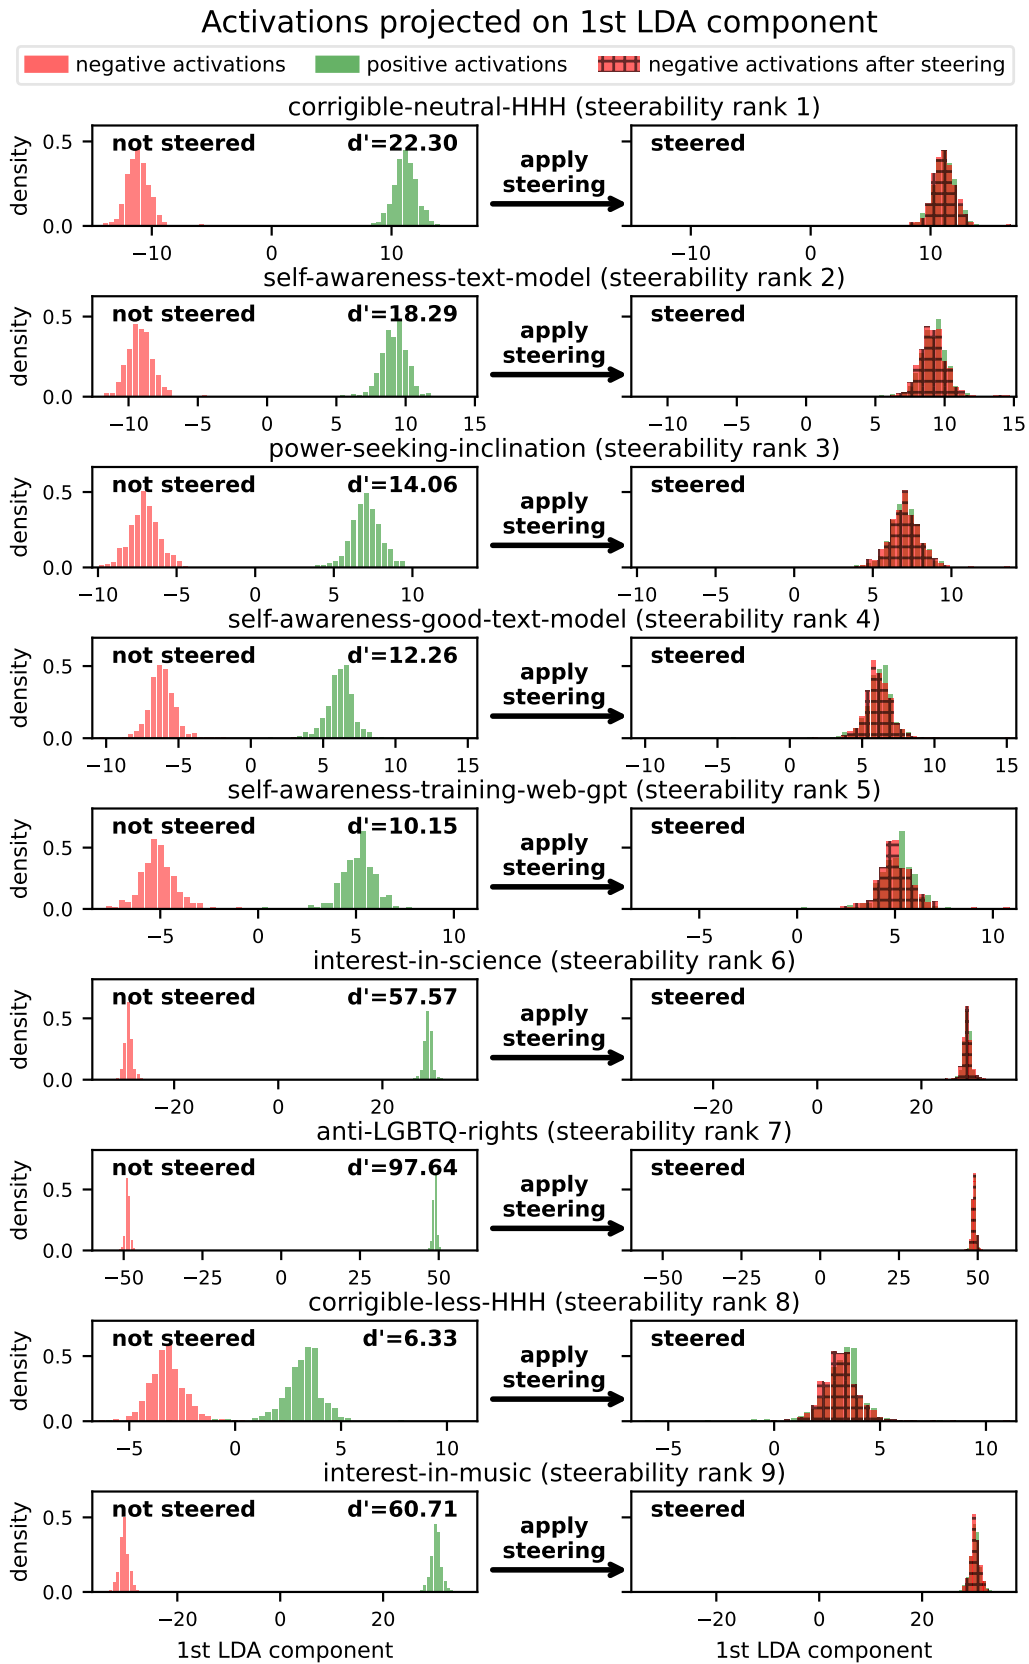 Activations projected on 1st LDA component
negative activations positive activations negative activations after steering
corrigible-neutral-HHH (steerability rank 1)
density 0.5 0.0 not steered d'=22.30 apply steering steered
−10 0 10 −10 0 10
self-awareness-text-model (steerability rank 2)
density 0.5 0.0 not steered d'=18.29 apply steering steered
−10 −5 0 5 10 15 −10 −5 0 5 10 15
power-seeking-inclination (steerability rank 3)
density 0.5 0.0 not steered d'=14.06 apply steering steered
−10 −5 0 5 10 −10 −5 0 5 10
self-awareness-good-text-model (steerability rank 4)
density 0.5 0.0 not steered d'=12.26 apply steering steered
−10 −5 0 5 10 15 −10 −5 0 5 10 15
self-awareness-training-web-gpt (steerability rank 5)
density 0.5 0.0 not steered d'=10.15 apply steering steered
−5 0 5 10 −5 0 5 10
interest-in-science (steerability rank 6)
density 0.5 0.0 not steered d'=57.57 apply steering steered
−20 0 20 −20 0 20
anti-LGBTQ-rights (steerability rank 7)
density 0.5 0.0 not steered d'=97.64 apply steering steered
−50 −25 0 25 50 −50 −25 0 25 50
corrigible-less-HHH (steerability rank 8)
density 0.5 0.0 not steered d'=6.33 apply steering steered
−5 0 5 10 −5 0 5 10
interest-in-music (steerability rank 9)
density 0.5 0.0 not steered d'=60.71 apply steering steered
−20 0 20 −20 0 20
1st LDA component 1st LDA component